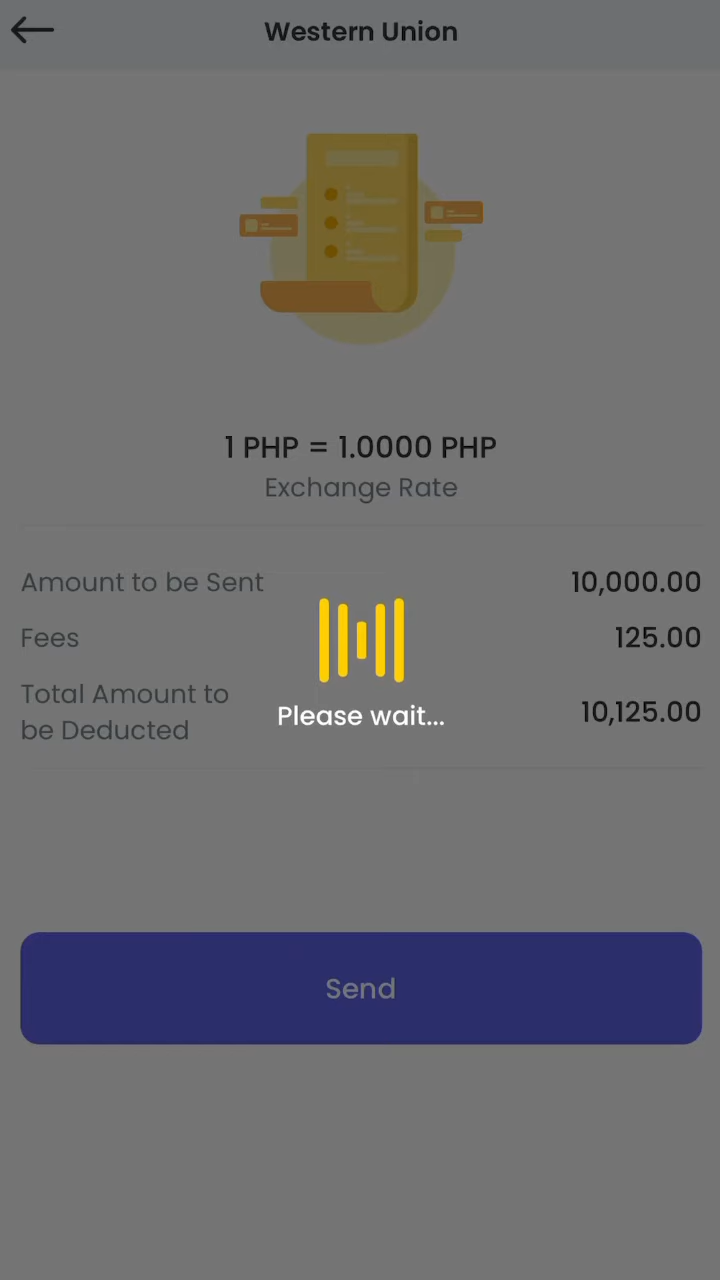 Western Union
1 PHP = 1.0000 PHP
Exchange Rate
Amount to be Sent 10,000.00
Fees 125.00
Total Amount to
be Deducted 10,125.00
Please wait...
Send